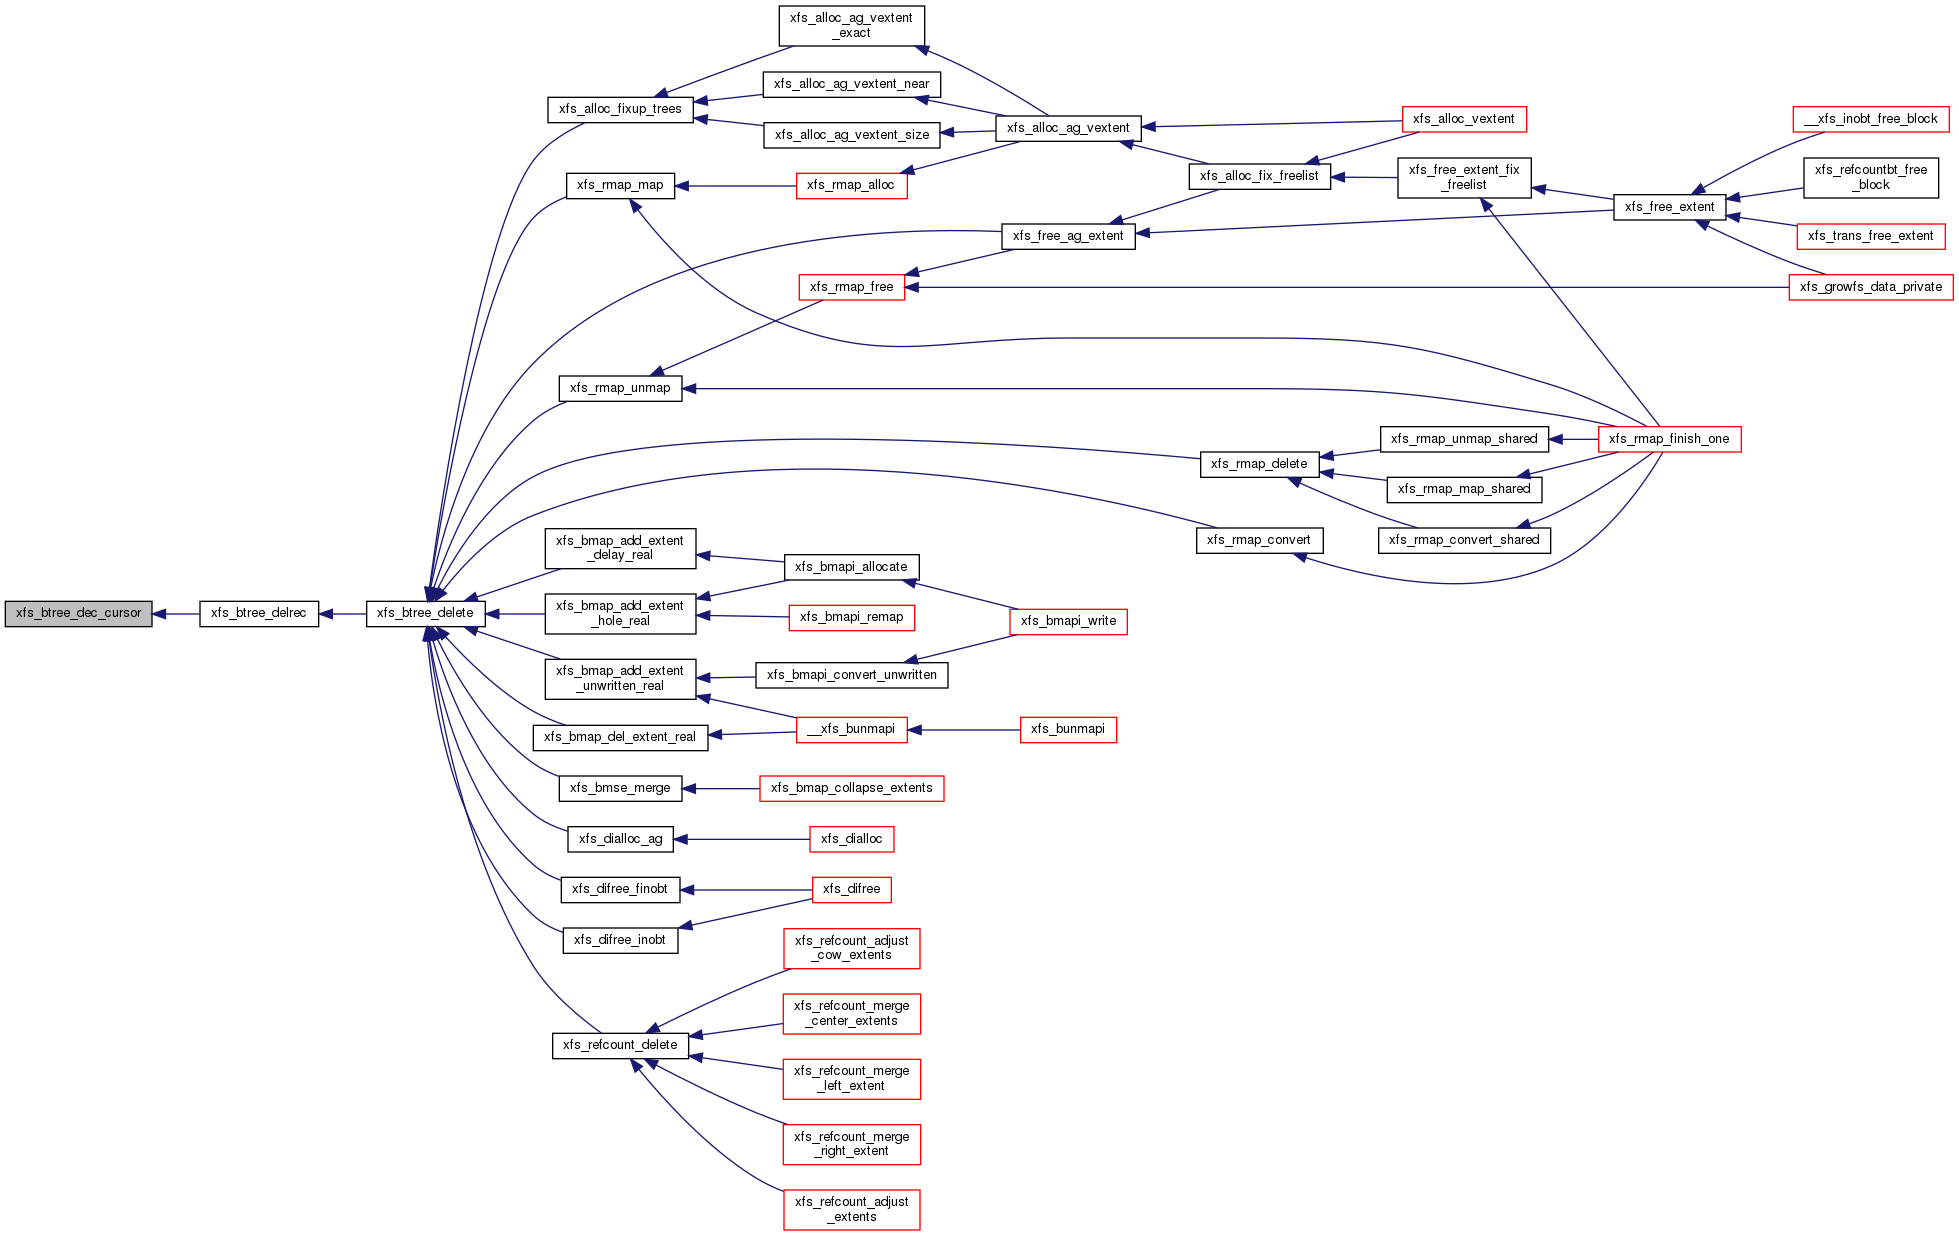 xfs_alloc_ag_vextent
_exact
xfs_alloc_ag_vextent_near
xfs_alloc_fixup_trees
xfs_alloc_ag_vextent_size
xfs_alloc_ag_vextent
xfs_alloc_vextent
__xfs_inobt_free_block
xfs_rmap_map
xfs_rmap_alloc
xfs_alloc_fix_freelist
xfs_free_extent_fix
_freelist
xfs_refcountbt_free
_block
xfs_free_extent
xfs_free_ag_extent
xfs_trans_free_extent
xfs_rmap_free
xfs_growfs_data_private
xfs_rmap_unmap
xfs_rmap_unmap_shared
xfs_rmap_finish_one
xfs_rmap_delete
xfs_rmap_map_shared
xfs_rmap_convert
xfs_rmap_convert_shared
xfs_bmap_add_extent
_delay_real
xfs_bmapi_allocate
xfs_btree_dec_cursor
xfs_btree_delrec
xfs_btree_delete
xfs_bmap_add_extent
_hole_real
xfs_bmapi_remap
xfs_bmapi_write
xfs_bmap_add_extent
_unwritten_real
xfs_bmapi_convert_unwritten
xfs_bmap_del_extent_real
__xfs_bunmapi
xfs_bunmapi
xfs_bmse_merge
xfs_bmap_collapse_extents
xfs_dialloc_ag
xfs_dialloc
xfs_difree_finobt
xfs_difree
xfs_difree_inobt
xfs_refcount_adjust
_cow_extents
xfs_refcount_merge
_center_extents
xfs_refcount_delete
xfs_refcount_merge
_left_extent
xfs_refcount_merge
_right_extent
xfs_refcount_adjust
_extents